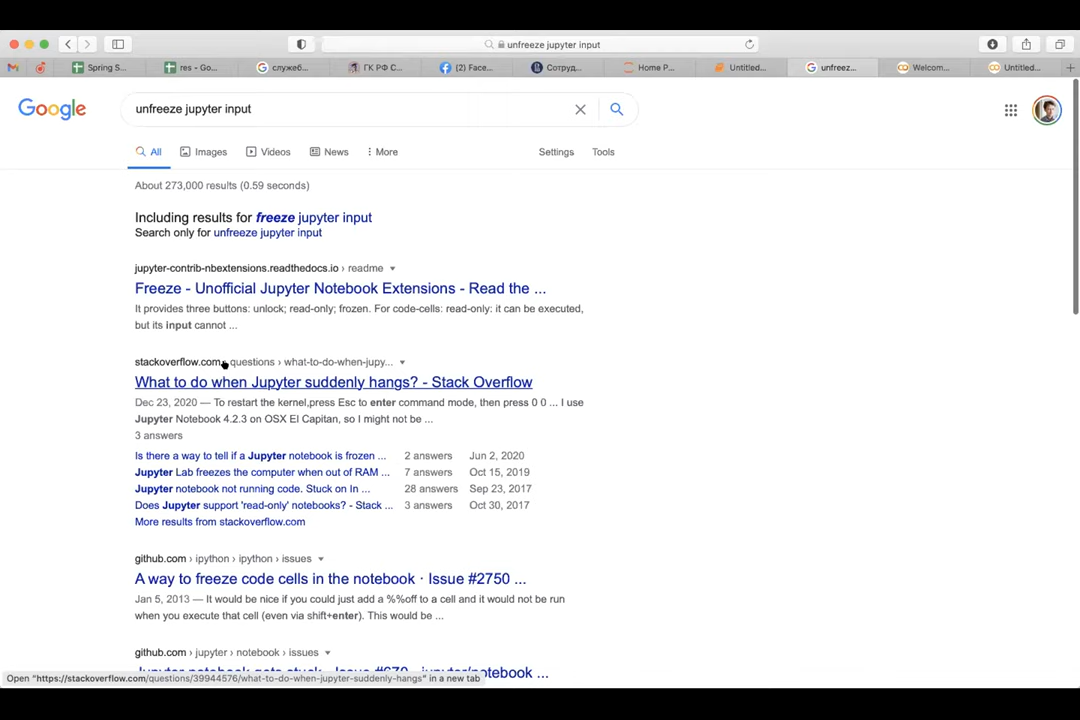 unfreeze jupyter input
Spring S...
res - Go...
служеб...
ГК РФ С...
(2) Face...
Сотруд...
Home P...
Untitled...
unfreez...
Welcom...
Untitled...
Google
unfreeze jupyter input
All
Images
Videos
News
More
Settings
Tools
About 273,000 results (0.59 seconds)
Including results for freeze jupyter input
Search only for unfreeze jupyter input
jupyter-contrib-nbextensions.readthedocs.io › readme
Freeze - Unofficial Jupyter Notebook Extensions - Read the ...
It provides three buttons: unlock; read-only; frozen. For code-cells: read-only: it can be executed,
but its input cannot ...
stackoverflow.com › questions › what-to-do-when-jupy...
What to do when Jupyter suddenly hangs? - Stack Overflow
Dec 23, 2020 — To restart the kernel,press Esc to enter command mode, then press 0 0 ... I use
Jupyter Notebook 4.2.3 on OSX El Capitan, so I might not be ...
3 answers
Is there a way to tell if a Jupyter notebook is frozen ... 2 answers Jun 2, 2020
Jupyter Lab freezes the computer when out of RAM ... 7 answers Oct 15, 2019
Jupyter notebook not running code. Stuck on In ... 28 answers Sep 23, 2017
Does Jupyter support 'read-only' notebooks? - Stack ... 3 answers Oct 30, 2017
More results from stackoverflow.com
github.com › ipython › ipython › issues
A way to freeze code cells in the notebook · Issue #2750 ...
Jan 5, 2013 — It would be nice if you could just add a %%off to a cell and it would not be run
when you execute that cell (even via shift+enter). This would be ...
github.com › jupyter › notebook › issues
Jupyter notebook gets stuck · Issue #670 · jupyter/notebook ...
Open "https://stackoverflow.com/questions/39944576/what-to-do-when-jupyter-suddenly-hangs" in a new tab